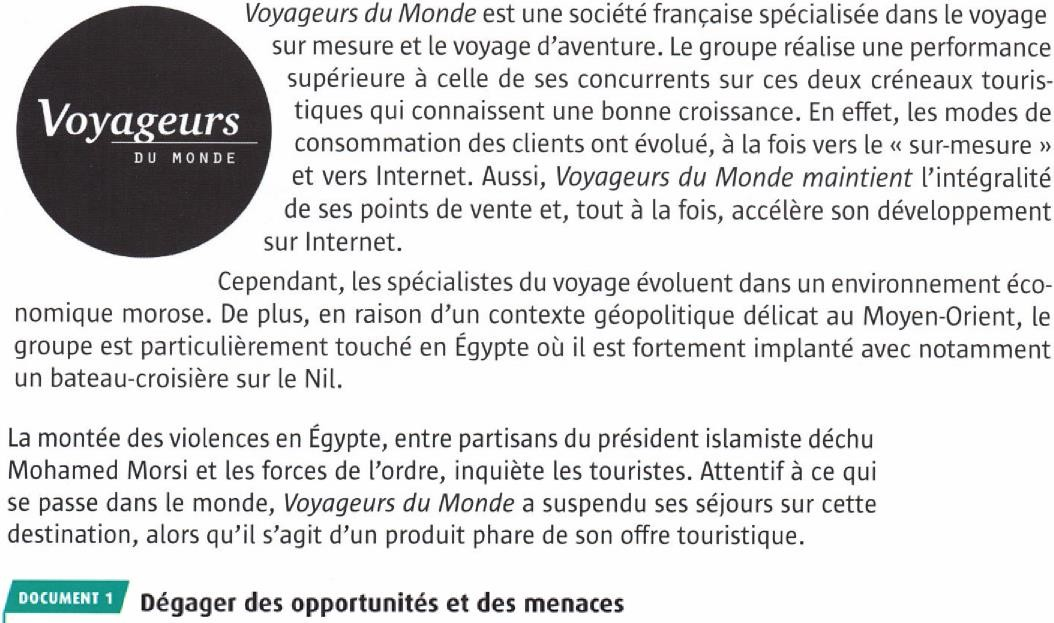 Voyageurs du Monde est une société française spécialisée dans le voyage
sur mesure et le voyage d’aventure. Le groupe réalise une performance
supérieure à celle de ses concurrents sur ces deux créneaux touris-
tiques qui connaissent une bonne croissance. En effet, les modes de
consommation des clients ont évolué, à la fois vers le « sur-mesure »
et vers Internet. Aussi, Voyageurs du Monde maintient l’intégralité
de ses points de vente et, tout à la fois, accélère son développement
sur Internet.
Voyageurs
DU MONDE
Cependant, les spécialistes du voyage évoluent dans un environnement éco-
nomique morose. De plus, en raison d’un contexte géopolitique délicat au Moyen-Orient, le
groupe est particulièrement touché en Égypte où il est fortement implanté avec notamment
un bateau-croisière sur le Nil.
La montée des violences en Égypte, entre partisans du président islamiste déchu
Mohamed Morsi et les forces de l’ordre, inquiète les touristes. Attentif à ce qui
se passe dans le monde, Voyageurs du Monde a suspendu ses séjours sur cette
destination, alors qu’il s’agit d’un produit phare de son offre touristique.
DOCUMENT 1 Dégager des opportunités et des menaces